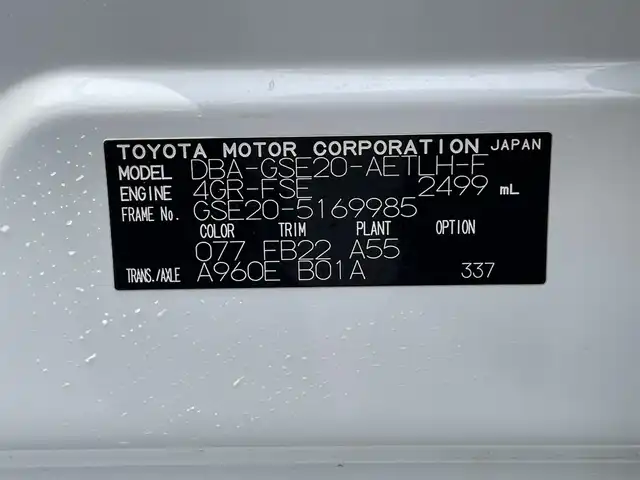 TOYOTA MOTOR CORPORATION JAPAN
MODEL DBA-GSE20-AETLH-F
ENGINE 4GR-FSE 2499 mL
FRAME No. GSE20-5169985
COLOR TRIM PLANT OPTION
077 FB22 A55
TRANS./AXLE A960E B01A 337